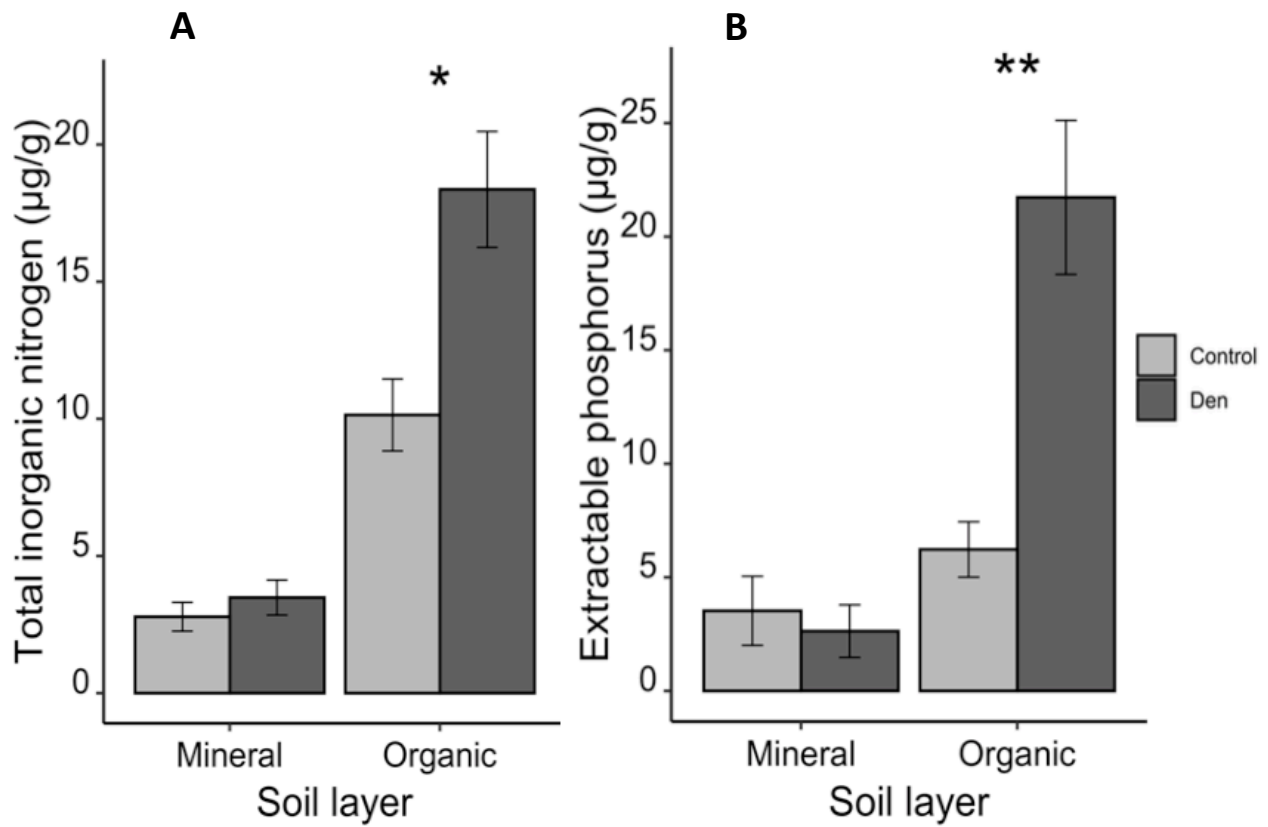 A
Total inorganic nitrogen (µg/g)
20
15
10
5
0
*
Mineral
Organic
Soil layer
B
Extractable phosphorus (µg/g)
25
20
15
10
5
0
**
Mineral
Organic
Soil layer
Control
Den